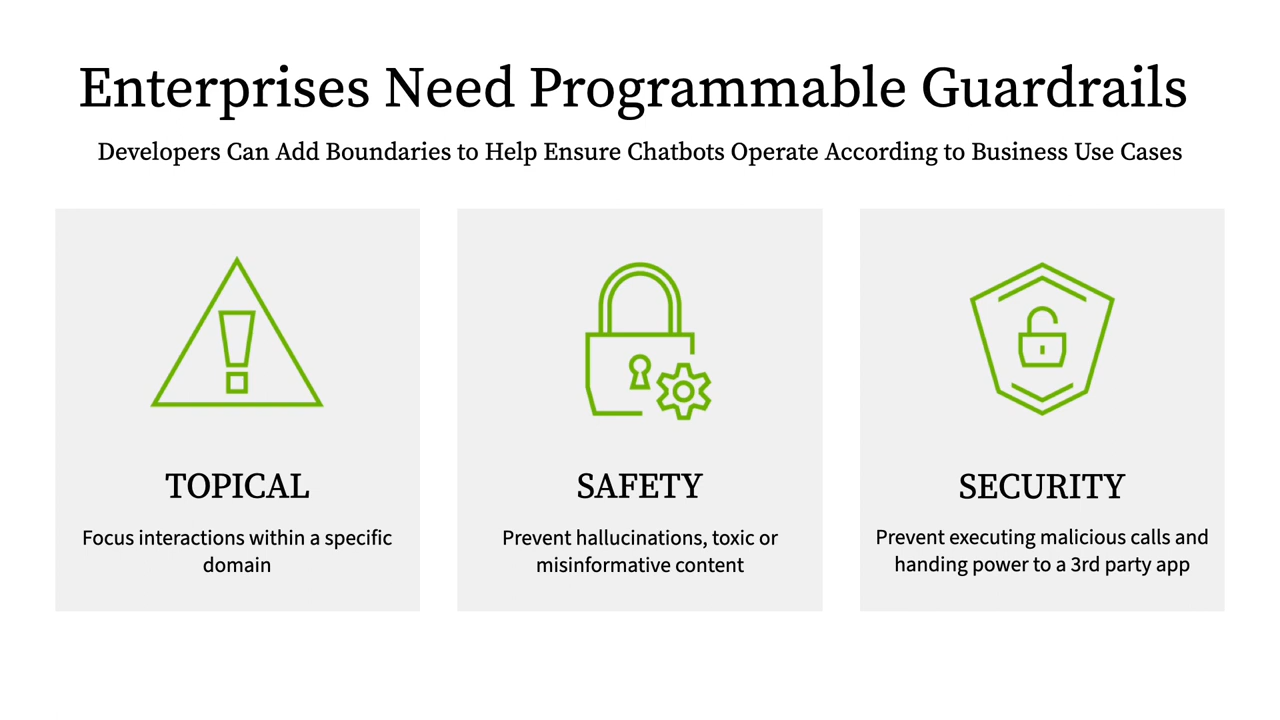 Enterprises Need Programmable Guardrails
Developers Can Add Boundaries to Help Ensure Chatbots Operate According to Business Use Cases
TOPICAL
Focus interactions within a specific
domain
SAFETY
Prevent hallucinations, toxic or
misinformative content
SECURITY
Prevent executing malicious calls and
handing power to a 3rd party app